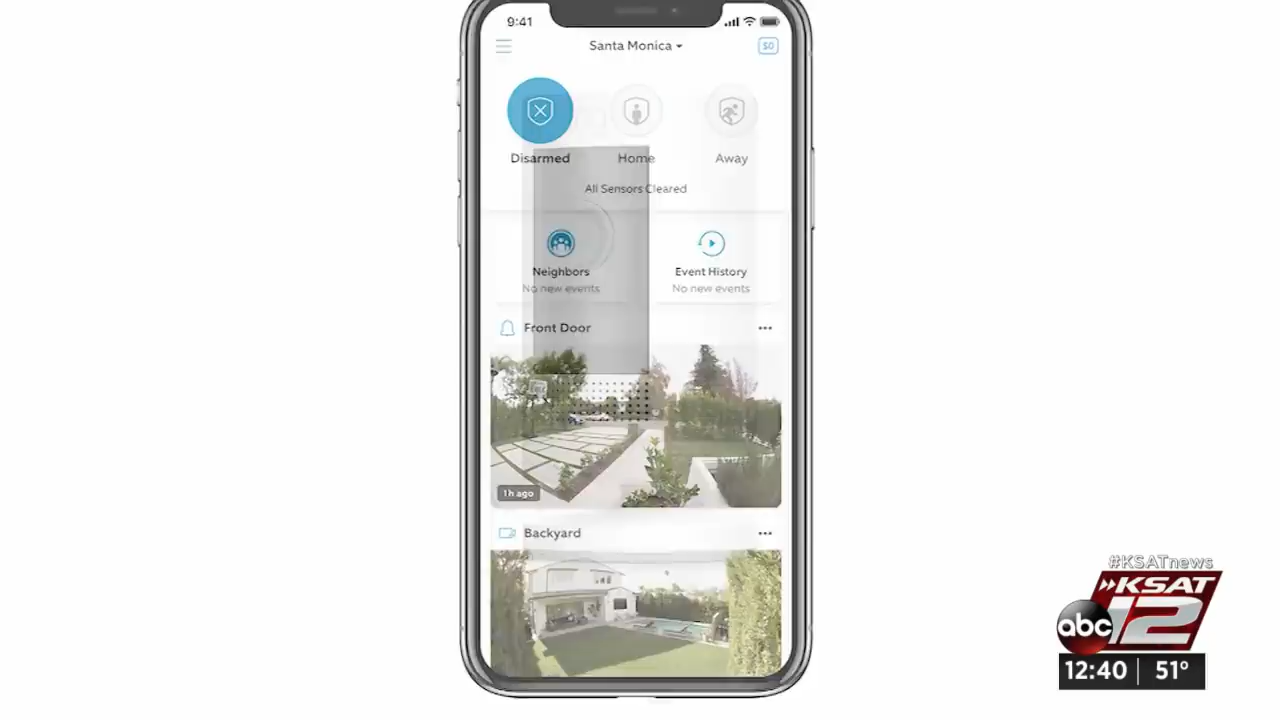 9:41
Santa Monica
Disarmed
Home
Away
All Sensors Cleared
Neighbors
No new events
Event History
No new events
Front Door
1h ago
Backyard
#KSATnews
KSAT
abc 12
12:40 51°